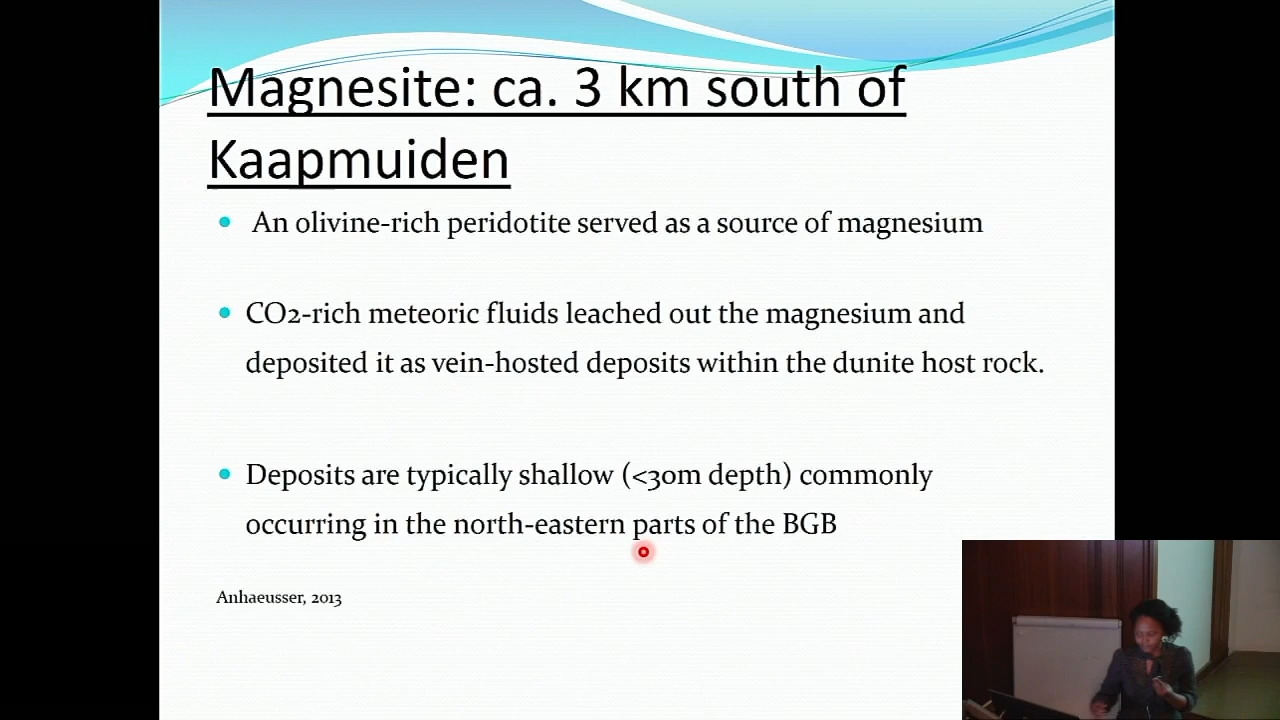 Magnesite: ca. 3 km south of
Kaapmuiden
An olivine-rich peridotite served as a source of magnesium
CO2-rich meteoric fluids leached out the magnesium and
deposited it as vein-hosted deposits within the dunite host rock.
Deposits are typically shallow (<30m depth) commonly
occurring in the north-eastern parts of the BGB
Anhaeusser, 2013